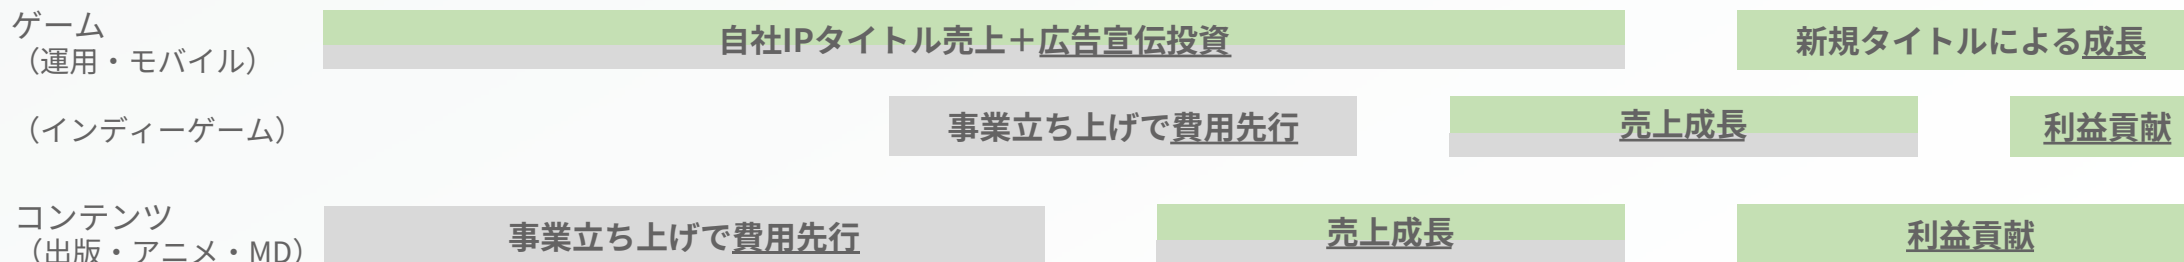 ゲーム
（運用・モバイル）
自社IPタイトル売上＋広告宣伝投資
新規タイトルによる成長
（インディーゲーム）
事業立ち上げで費用先行
売上成長
利益貢献
コンテンツ
（出版・アニメ・MD）
事業立ち上げで費用先行
売上成長
利益貢献